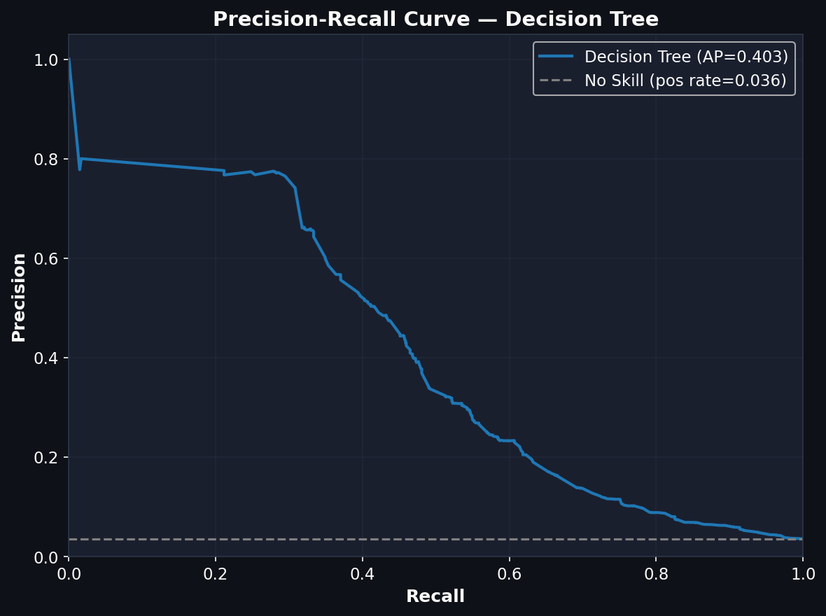 Precision-Recall Curve — Decision Tree
Decision Tree (AP=0.403)
No Skill (pos rate=0.036)
Precision
1.0
0.8
0.6
0.4
0.2
0.0
0.0 0.2 0.4 0.6 0.8 1.0
Recall